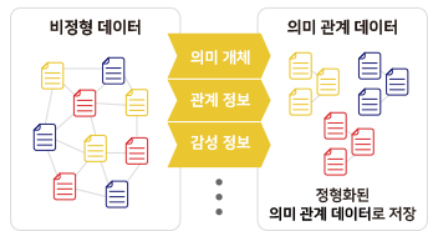 비정형 데이터
의미 개체
관계 정보
감성 정보
의미 관계 데이터
정형화된
의미 관계 데이터로 저장